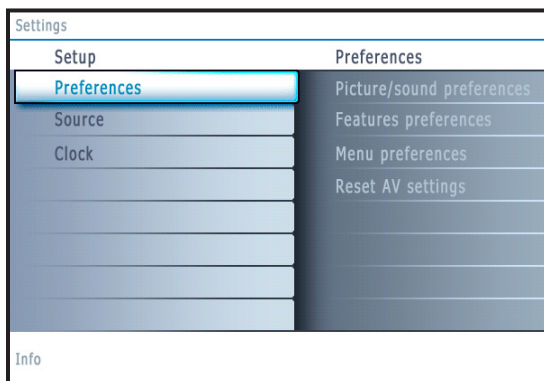 Settings
Setup
Preferences
Source
Clock
Preferences
Picture/sound preferences
Features preferences
Menu preferences
Reset AV settings
Info